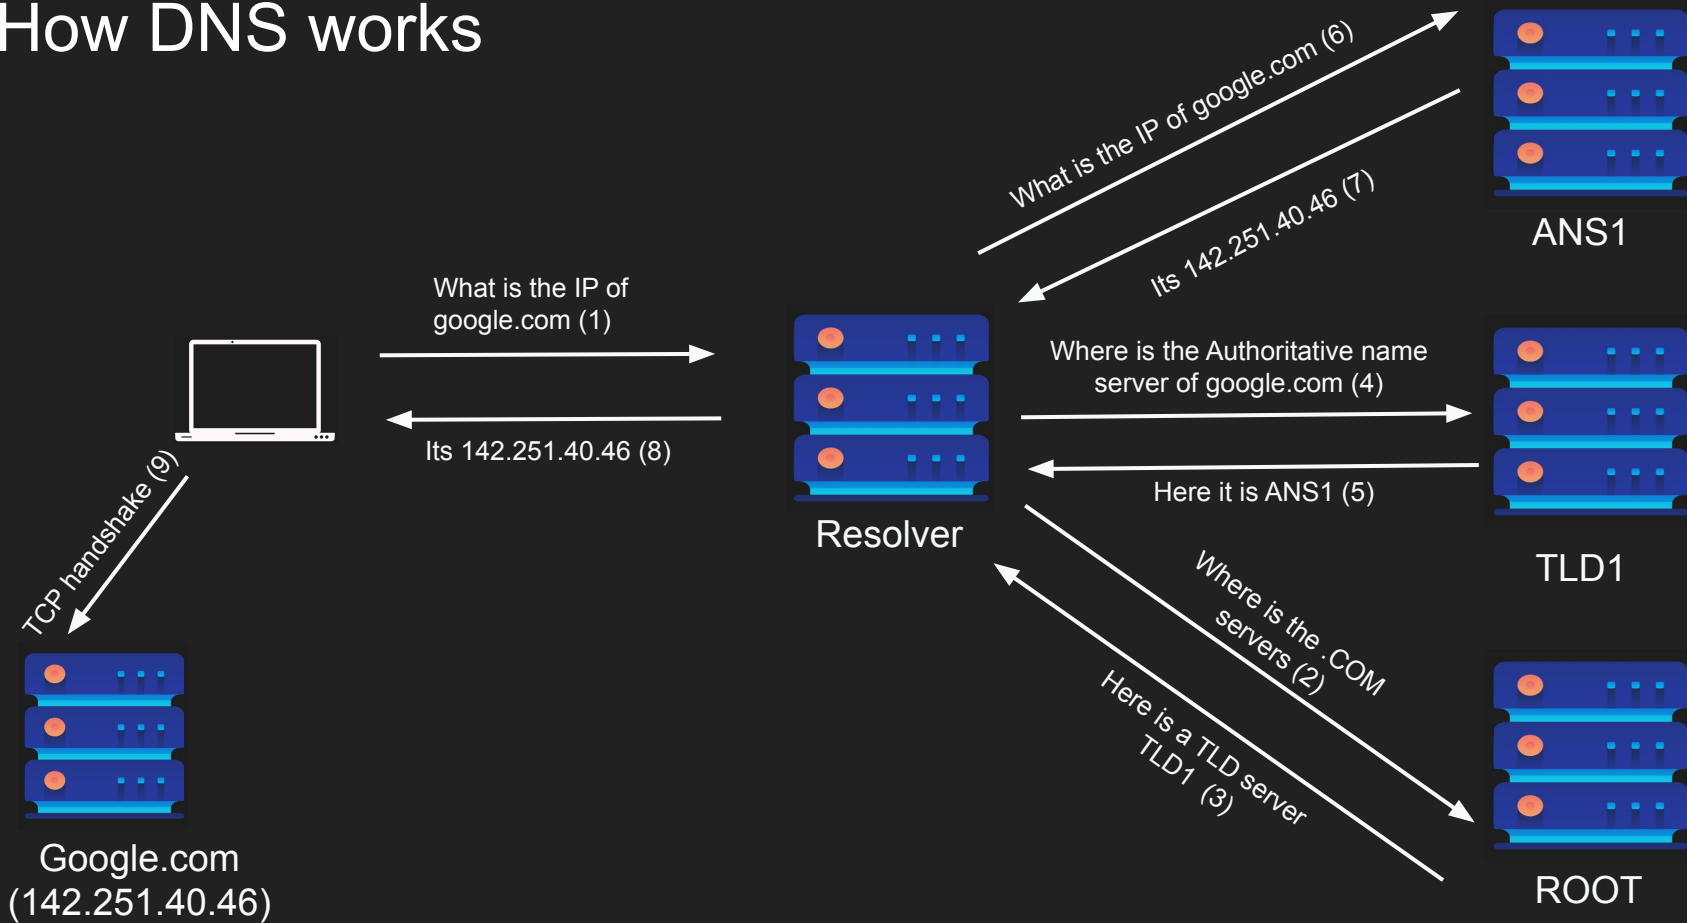 How DNS works
What is the IP of google.com (6)
Its 142.251.40.46 (7)
ANS1
What is the IP of
google.com (1)
Its 142.251.40.46 (8)
Resolver
Where is the Authoritative name
server of google.com (4)
Here it is ANS1 (5)
TLD1
Where is the .COM
servers (2)
Here is a TLD server
TLD1 (3)
ROOT
TCP handshake (9)
Google.com
(142.251.40.46)